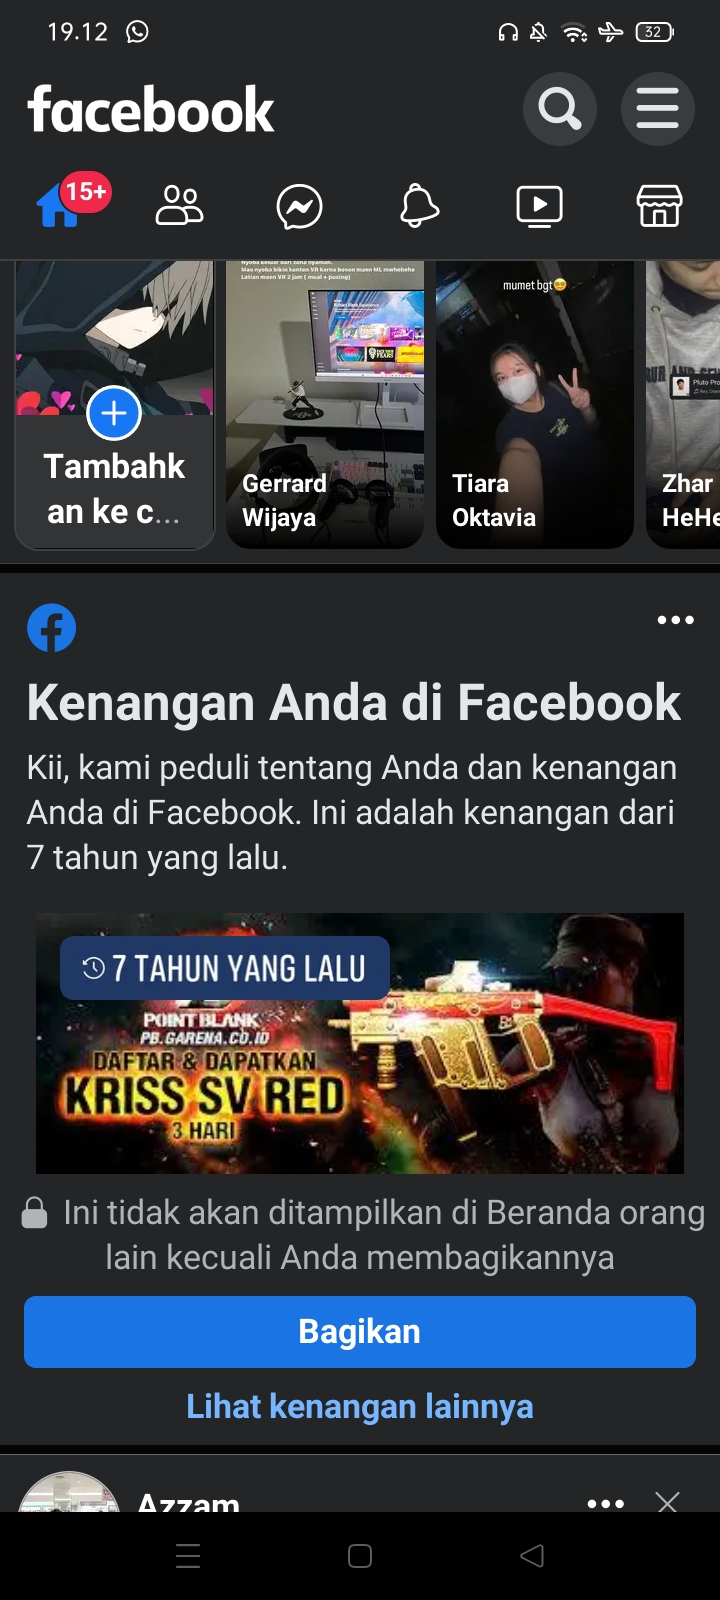 19.12
32
facebook
15+
Nyoba keluar dari zona nyaman.
Mao nyoba bikin konten VR karna bosen maen ML mwhehehe
Latian maen VR 2 jam ( mual + pusing)
mumet bgt
Tambahk
an ke c...
Gerrard
Wijaya
Tiara
Oktavia
Zhar
HeHe
Kenangan Anda di Facebook
Kii, kami peduli tentang Anda dan kenangan
Anda di Facebook. Ini adalah kenangan dari
7 tahun yang lalu.
7 TAHUN YANG LALU
POINT BLANK
PB.GARENA.CO.ID
DAFTAR & DAPATKAN
KRISS SV RED
3 HARI
Ini tidak akan ditampilkan di Beranda orang
lain kecuali Anda membagikannya
Bagikan
Lihat kenangan lainnya
Azzam